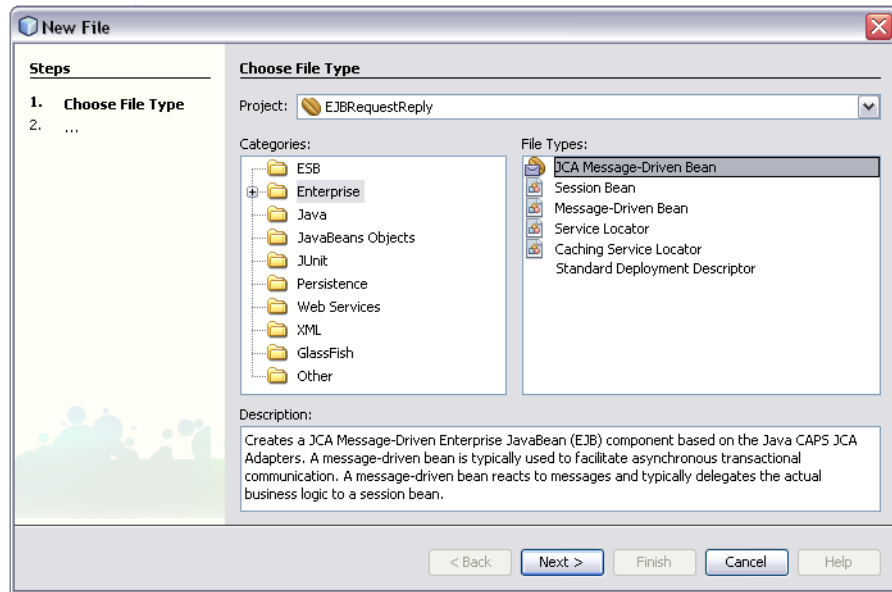 New File
Steps
1. Choose File Type
2. ...
Choose File Type
Project: EJBRequestReply
Categories:
ESB
Enterprise
Java
JavaBeans Objects
JUnit
Persistence
Web Services
XML
GlassFish
Other
File Types:
JCA Message-Driven Bean
Session Bean
Message-Driven Bean
Service Locator
Caching Service Locator
Standard Deployment Descriptor
Description:
Creates a JCA Message-Driven Enterprise JavaBean (EJB) component based on the Java CAPS JCA
Adapters. A message-driven bean is typically used to facilitate asynchronous transactional
communication. A message-driven bean reacts to messages and typically delegates the actual
business logic to a session bean.
< Back Next > Finish Cancel Help